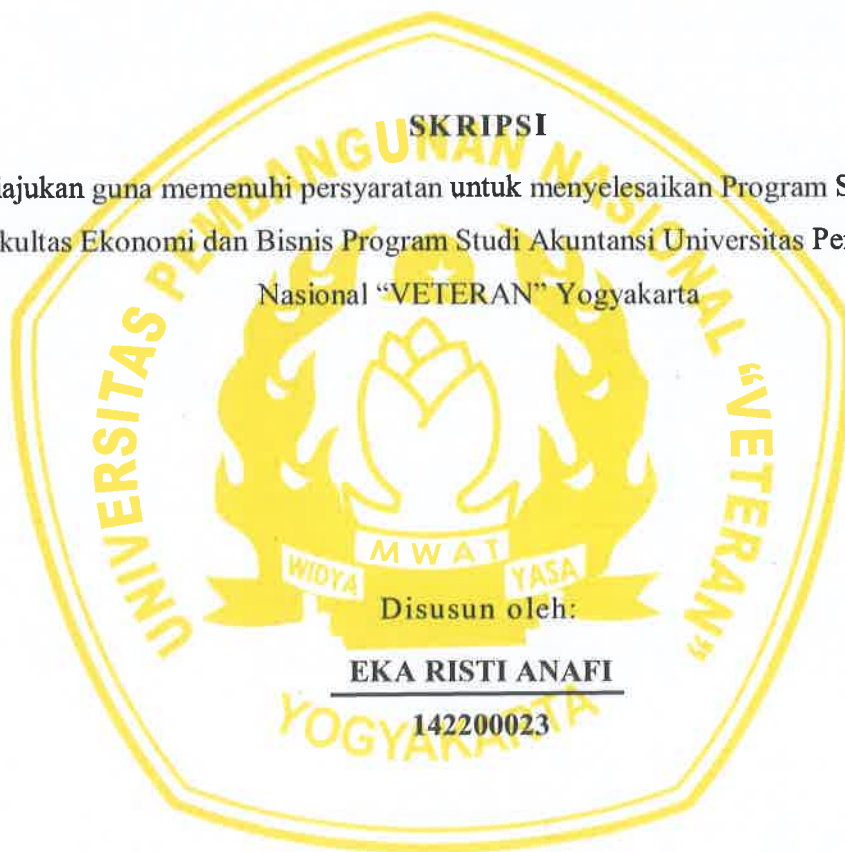 SKRIPSI
iajukan guna memenuhi persyaratan untuk menyelesaikan Program S
kultas Ekonomi dan Bisnis Program Studi Akuntansi Universitas Pe
Nasional “VETERAN” Yogyakarta
UNIVERSITAS PEMBANGUNAN NASIONAL “VETERAN”
WIDYA MWAT YASA
Disusun oleh:
EKA RISTI ANAFI
142200023
YOGYAKARTA